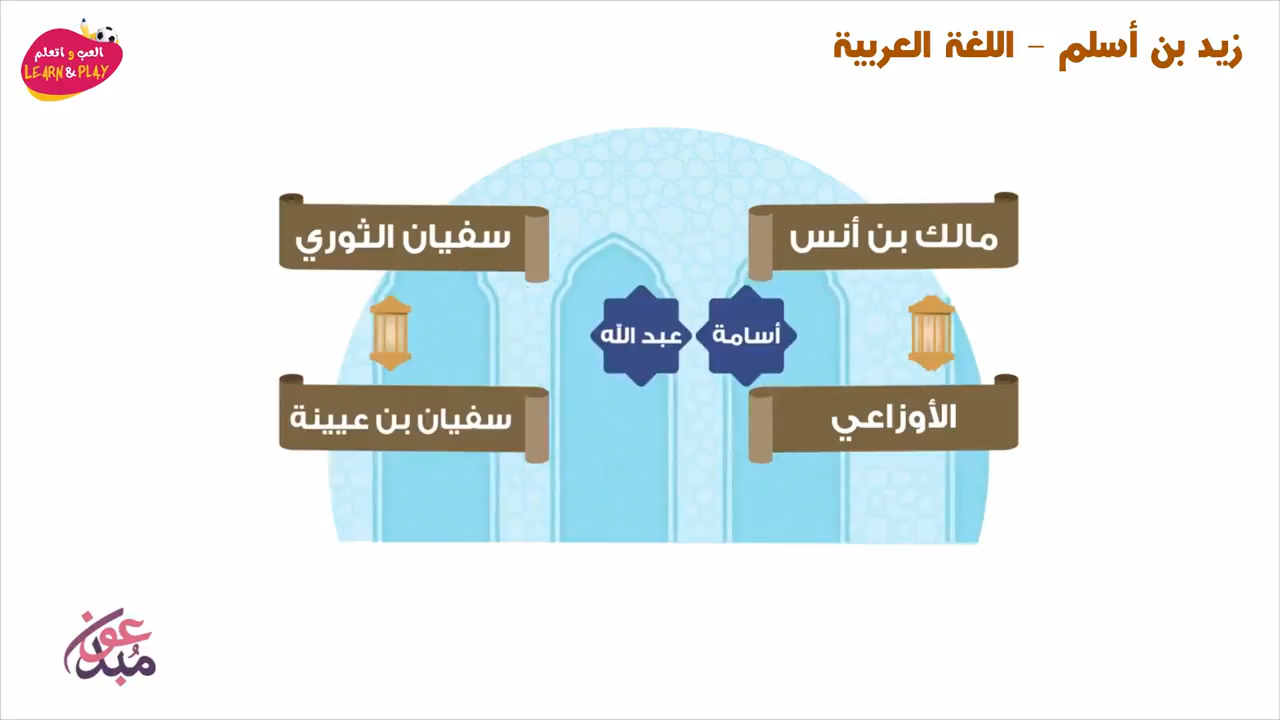 زيد بن أسلم – اللغة العربية
العب و اتعلم
LEARN & PLAY
مالك بن أنس
سفيان الثوري
أسامة
عبد الله
الأوزاعي
سفيان بن عيينة
مُبدعون